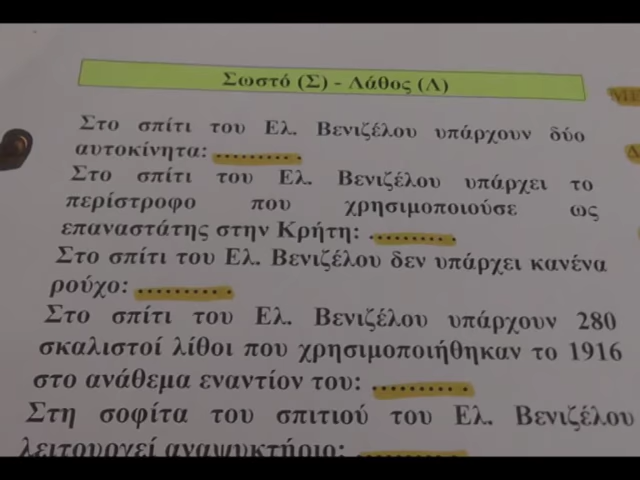 Σωστό (Σ) - Λάθος (Λ)
Στο σπίτι του Ελ. Βενιζέλου υπάρχουν δύο
αυτοκίνητα: ..........
Στο σπίτι του Ελ. Βενιζέλου υπάρχει το
περίστροφο που χρησιμοποιούσε ως
επαναστάτης στην Κρήτη: ..........
Στο σπίτι του Ελ. Βενιζέλου δεν υπάρχει κανένα
ρούχο: ..........
Στο σπίτι του Ελ. Βενιζέλου υπάρχουν 280
σκαλιστοί λίθοι που χρησιμοποιήθηκαν το 1916
στο ανάθεμα εναντίον του: ..........
Στη σοφίτα του σπιτιού του Ελ. Βενιζέλου
λειτουργεί αναψυκτήριο: ..........